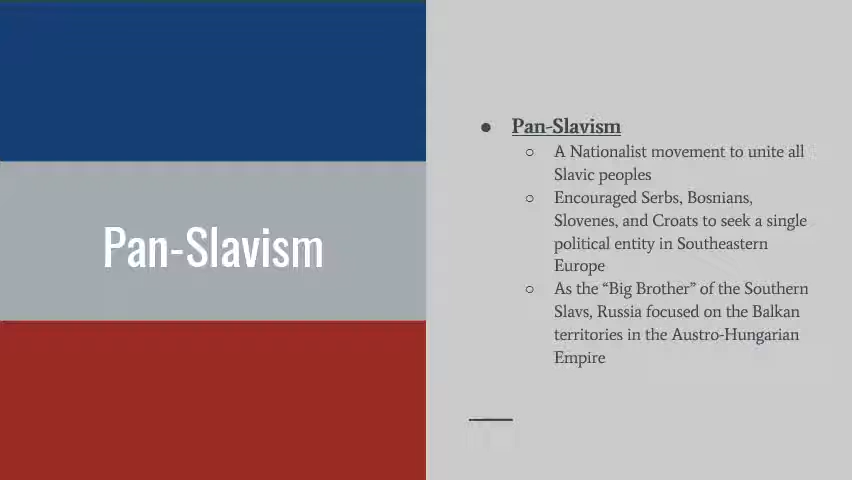 Pan-Slavism
● Pan-Slavism
○ A Nationalist movement to unite all
Slavic peoples
○ Encouraged Serbs, Bosnians,
Slovenes, and Croats to seek a single
political entity in Southeastern
Europe
○ As the “Big Brother” of the Southern
Slavs, Russia focused on the Balkan
territories in the Austro-Hungarian
Empire